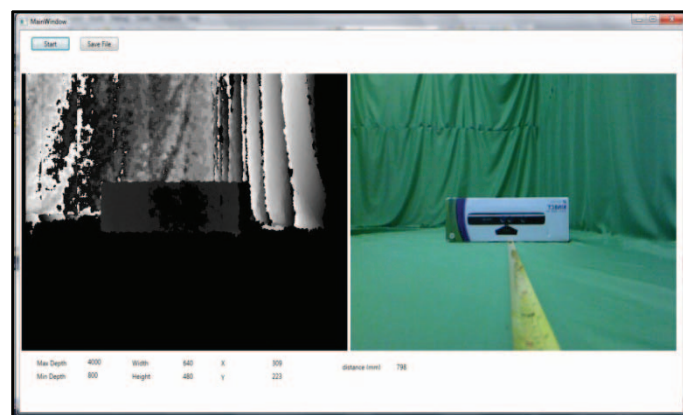 MainWindow
Start Save File
Max Depth 4000 Width 640 X 309 distance (mm) 798
Min Depth 800 Height 480 y 223